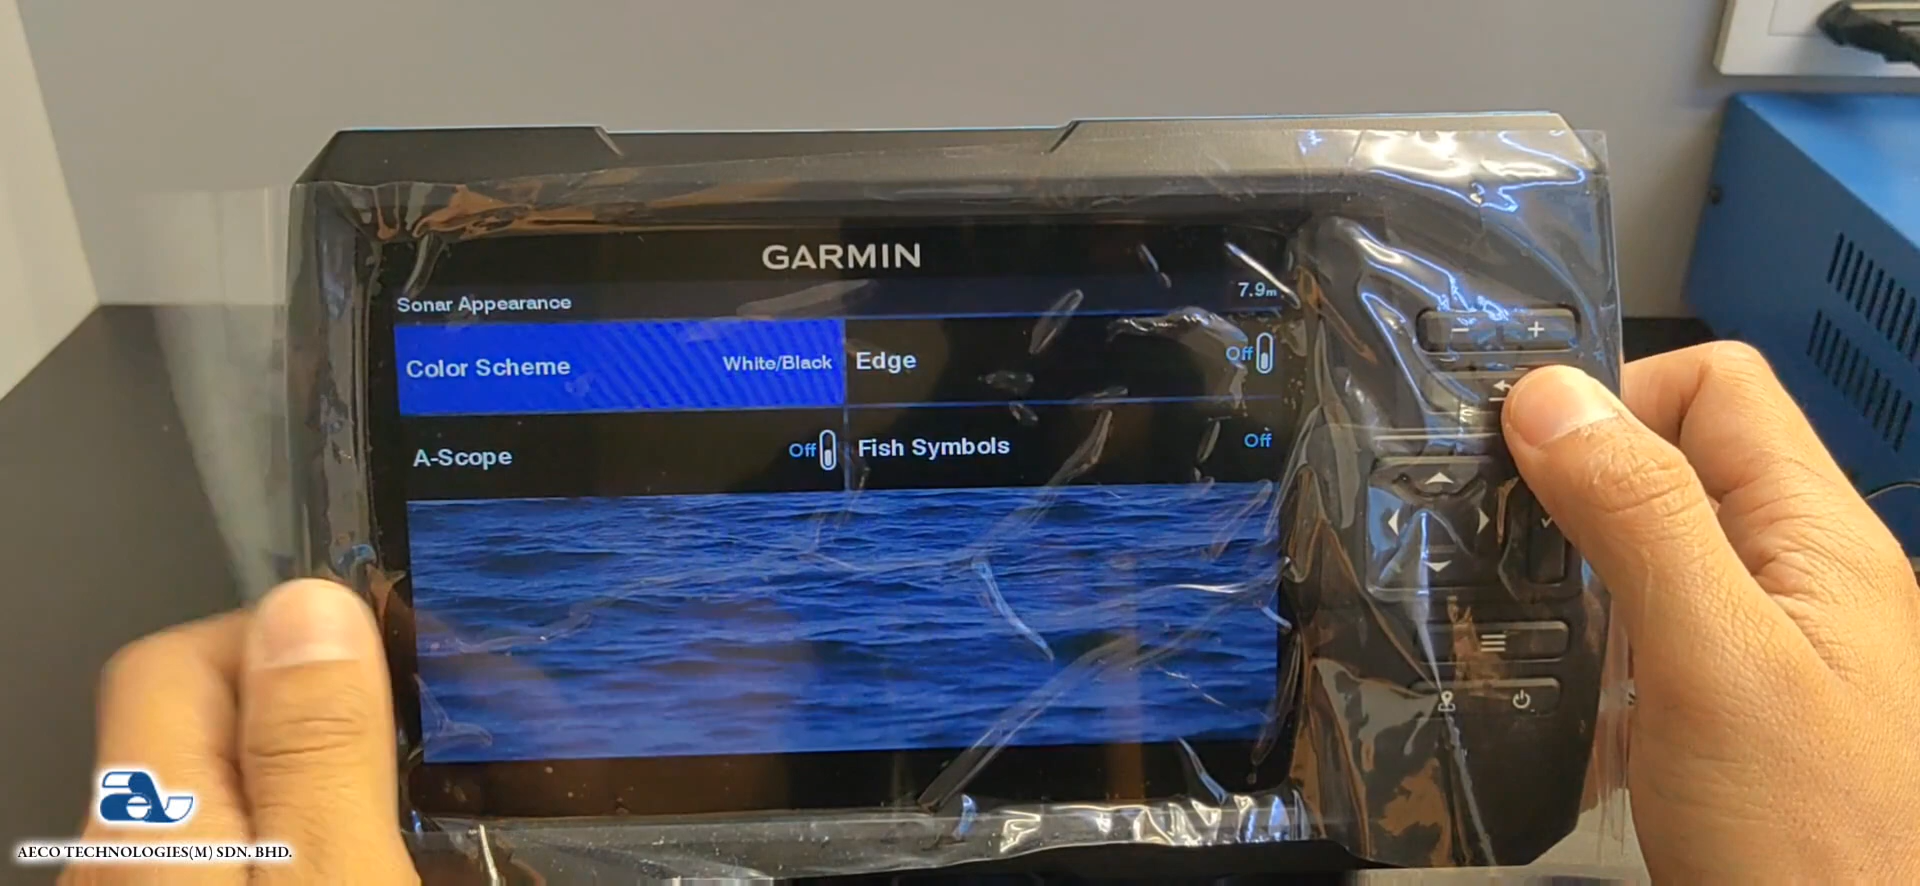 GARMIN
Sonar Appearance
7.9m
Color Scheme White/Black
Edge Off
A-Scope Off
Fish Symbols Off
AECO TECHNOLOGIES(M) SDN. BHD.